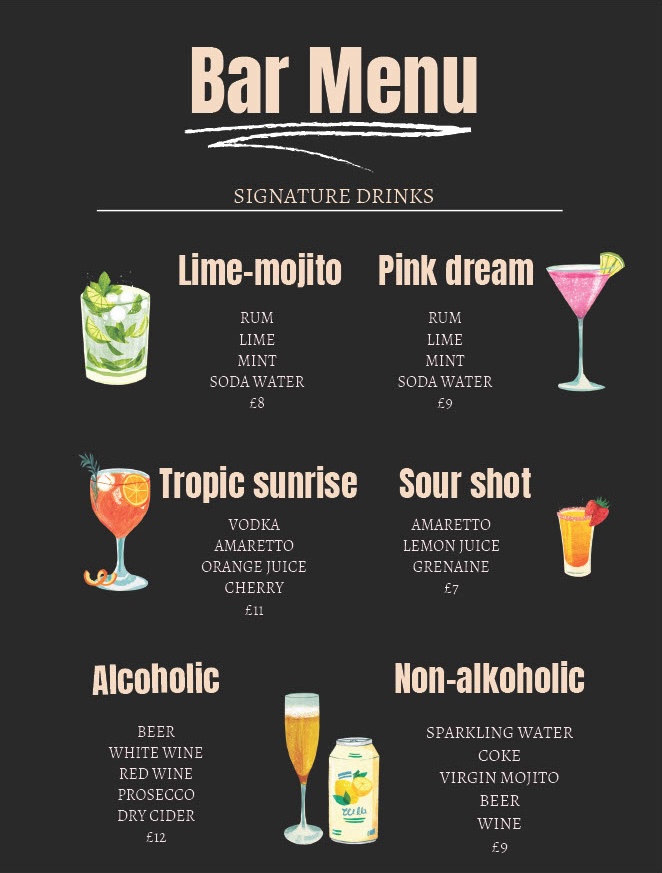 Bar Menu
SIGNATURE DRINKS
Lime-mojito
RUM
LIME
MINT
SODA WATER
£8
Pink dream
RUM
LIME
MINT
SODA WATER
£9
Tropic sunrise
VODKA
AMARETTO
ORANGE JUICE
CHERRY
£11
Sour shot
AMARETTO
LEMON JUICE
GRENAINE
£7
Alcoholic
BEER
WHITE WINE
RED WINE
PROSECCO
DRY CIDER
£12
Non-alkoholic
SPARKLING WATER
COKE
VIRGIN MOJITO
BEER
WINE
£9